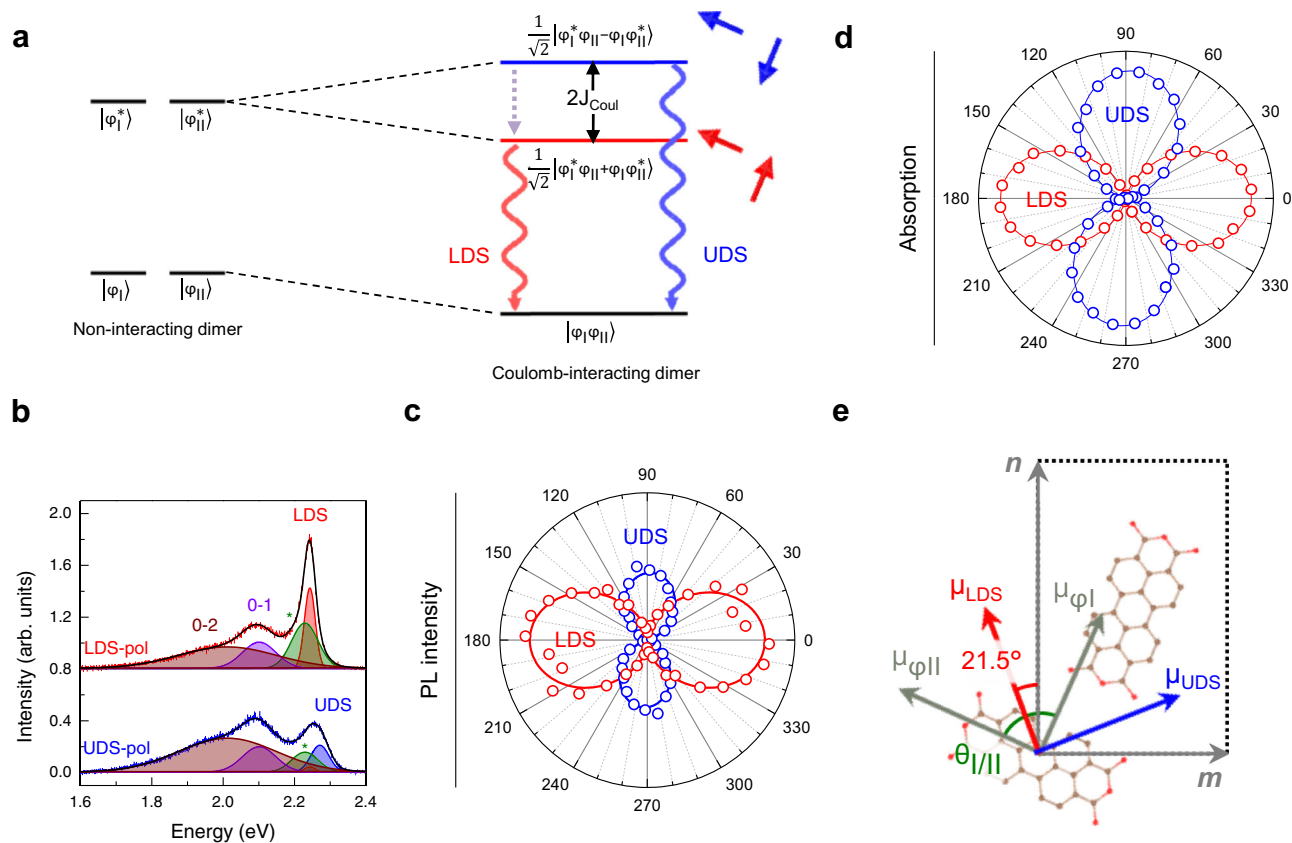 a
1/√2 |φI*φII−φIφII*⟩
|φI*⟩ |φII*⟩
2JCoul
1/√2 |φI*φII+φIφII*⟩
LDS UDS
|φI⟩ |φII⟩
Non-interacting dimer
|φIφII⟩
Coulomb-interacting dimer
d
Absorption
90
120 60
150 30
180 0
210 330
240 300
270
UDS
LDS
b
Intensity (arb. units)
2.0
1.6
1.2
0.8
0.4
0.0
LDS
*
0-1
0-2
LDS-pol
UDS
*
UDS-pol
1.6 1.8 2.0 2.2 2.4
Energy (eV)
c
PL intensity
90
120 60
150 30
180 0
210 330
240 300
270
UDS
LDS
e
n
μLDS
μφI
21.5°
μφII
μUDS
θI/II
m